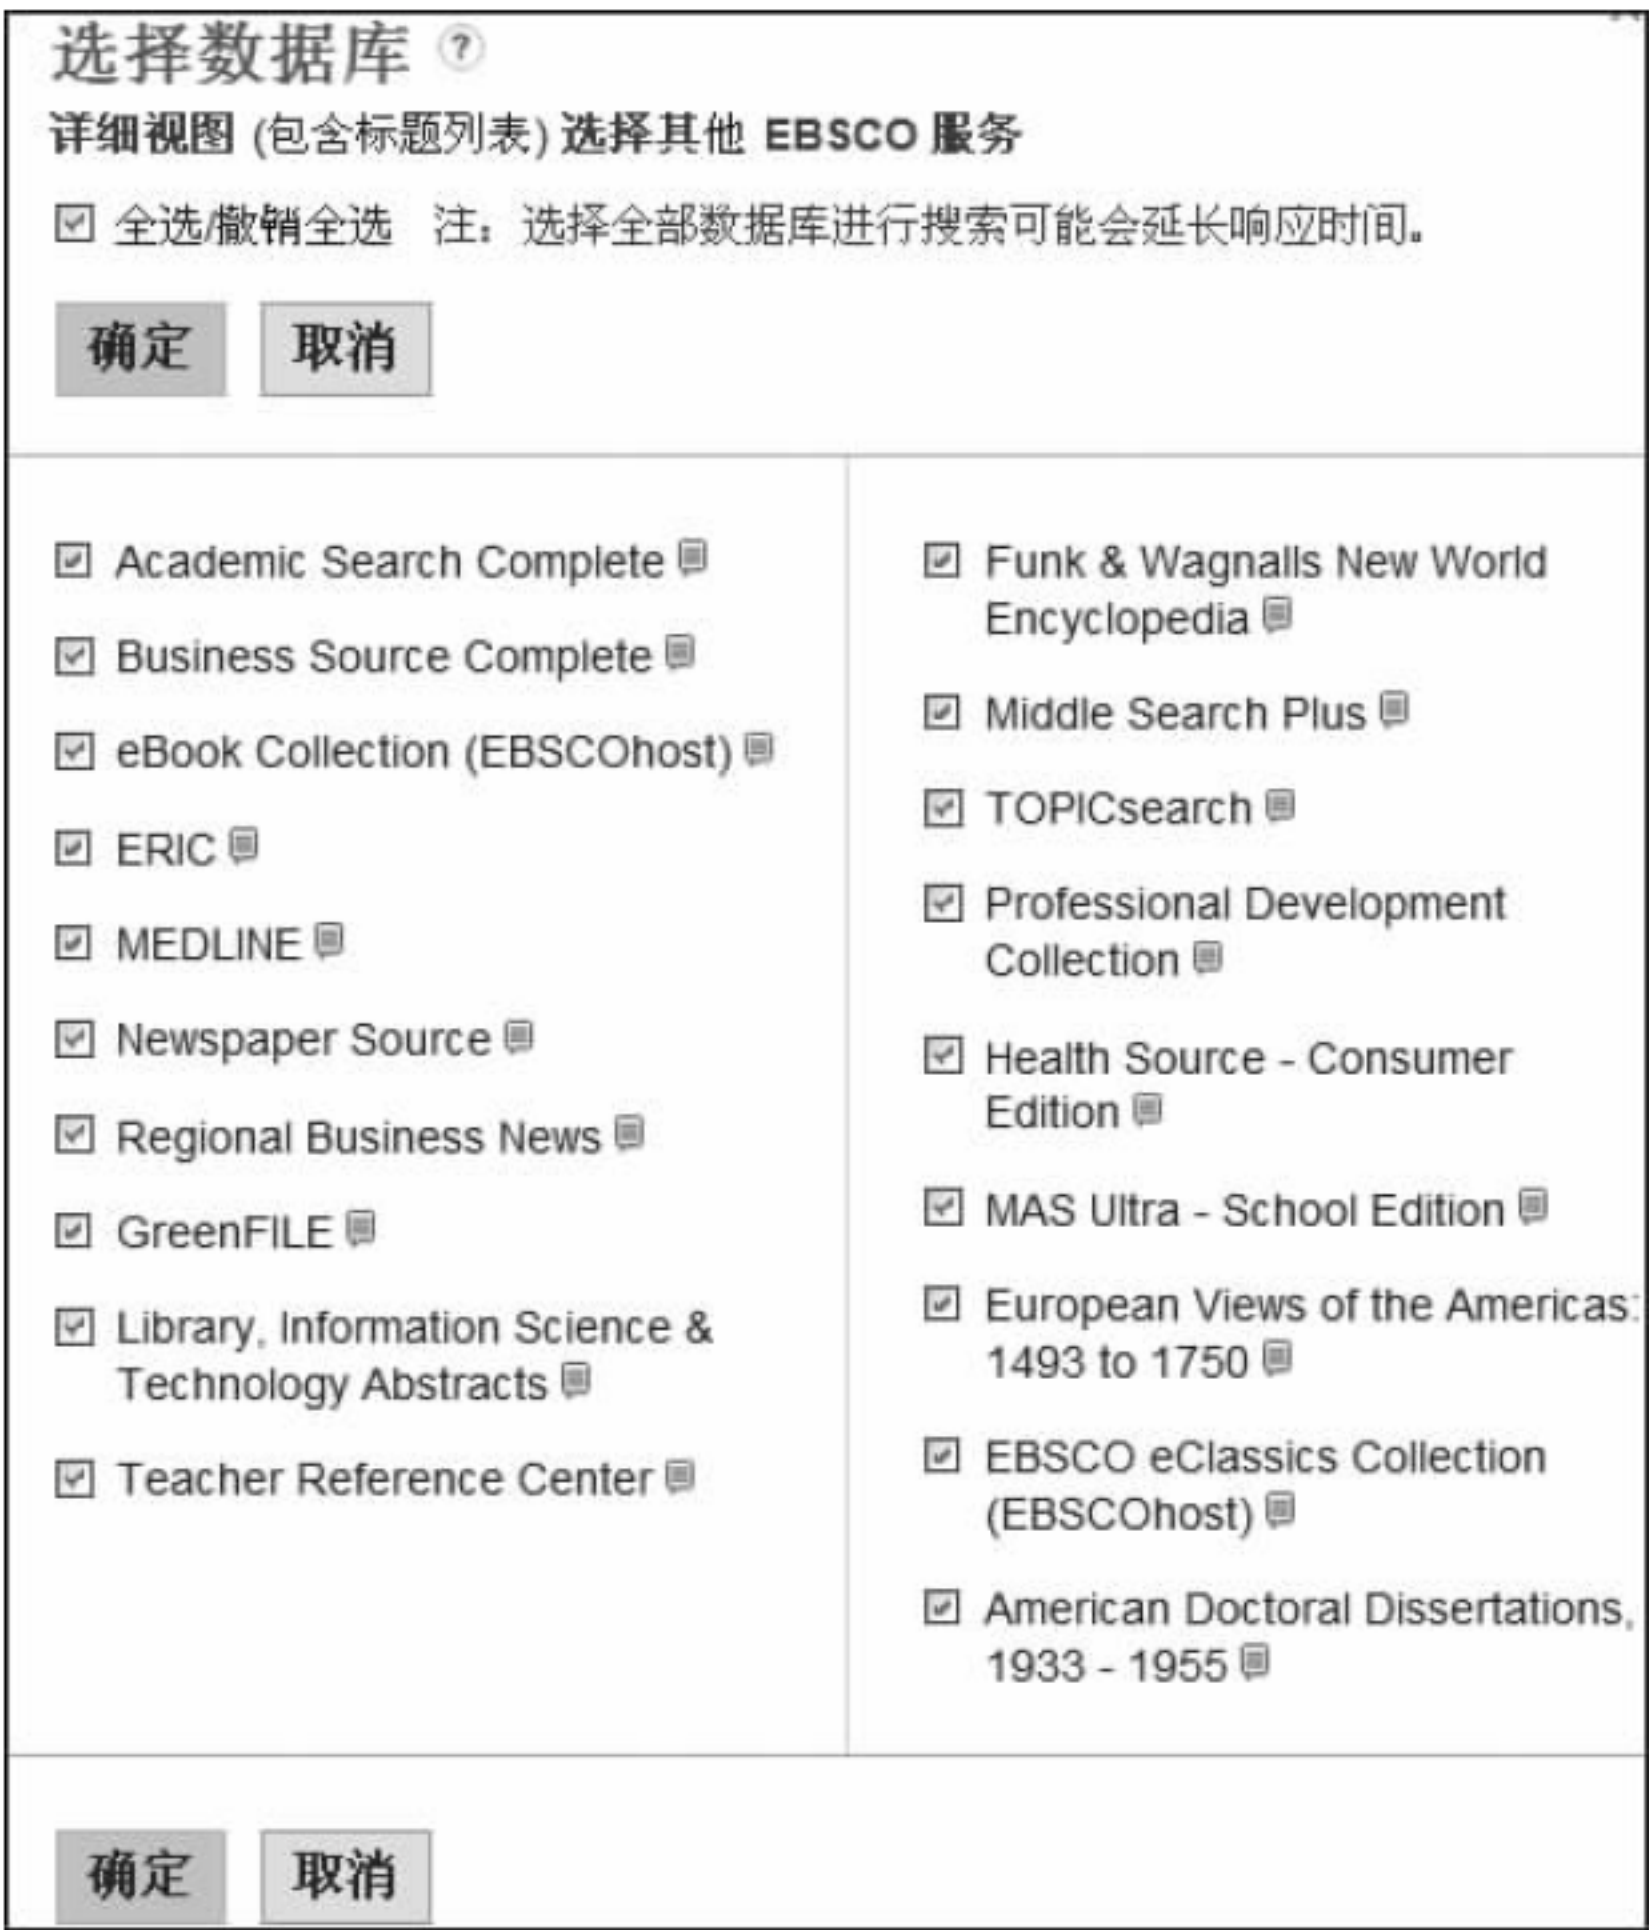 选择数据库 ?
详细视图 (包含标题列表) 选择其他 EBSCO 服务
全选/撤销全选 注：选择全部数据库进行搜索可能会延长响应时间。
确定 取消
Academic Search Complete
Business Source Complete
eBook Collection (EBSCOhost)
ERIC
MEDLINE
Newspaper Source
Regional Business News
GreenFILE
Library, Information Science &
Technology Abstracts
Teacher Reference Center
Funk & Wagnalls New World
Encyclopedia
Middle Search Plus
TOPICsearch
Professional Development
Collection
Health Source - Consumer
Edition
MAS Ultra - School Edition
European Views of the Americas:
1493 to 1750
EBSCO eClassics Collection
(EBSCOhost)
American Doctoral Dissertations,
1933 - 1955
确定 取消